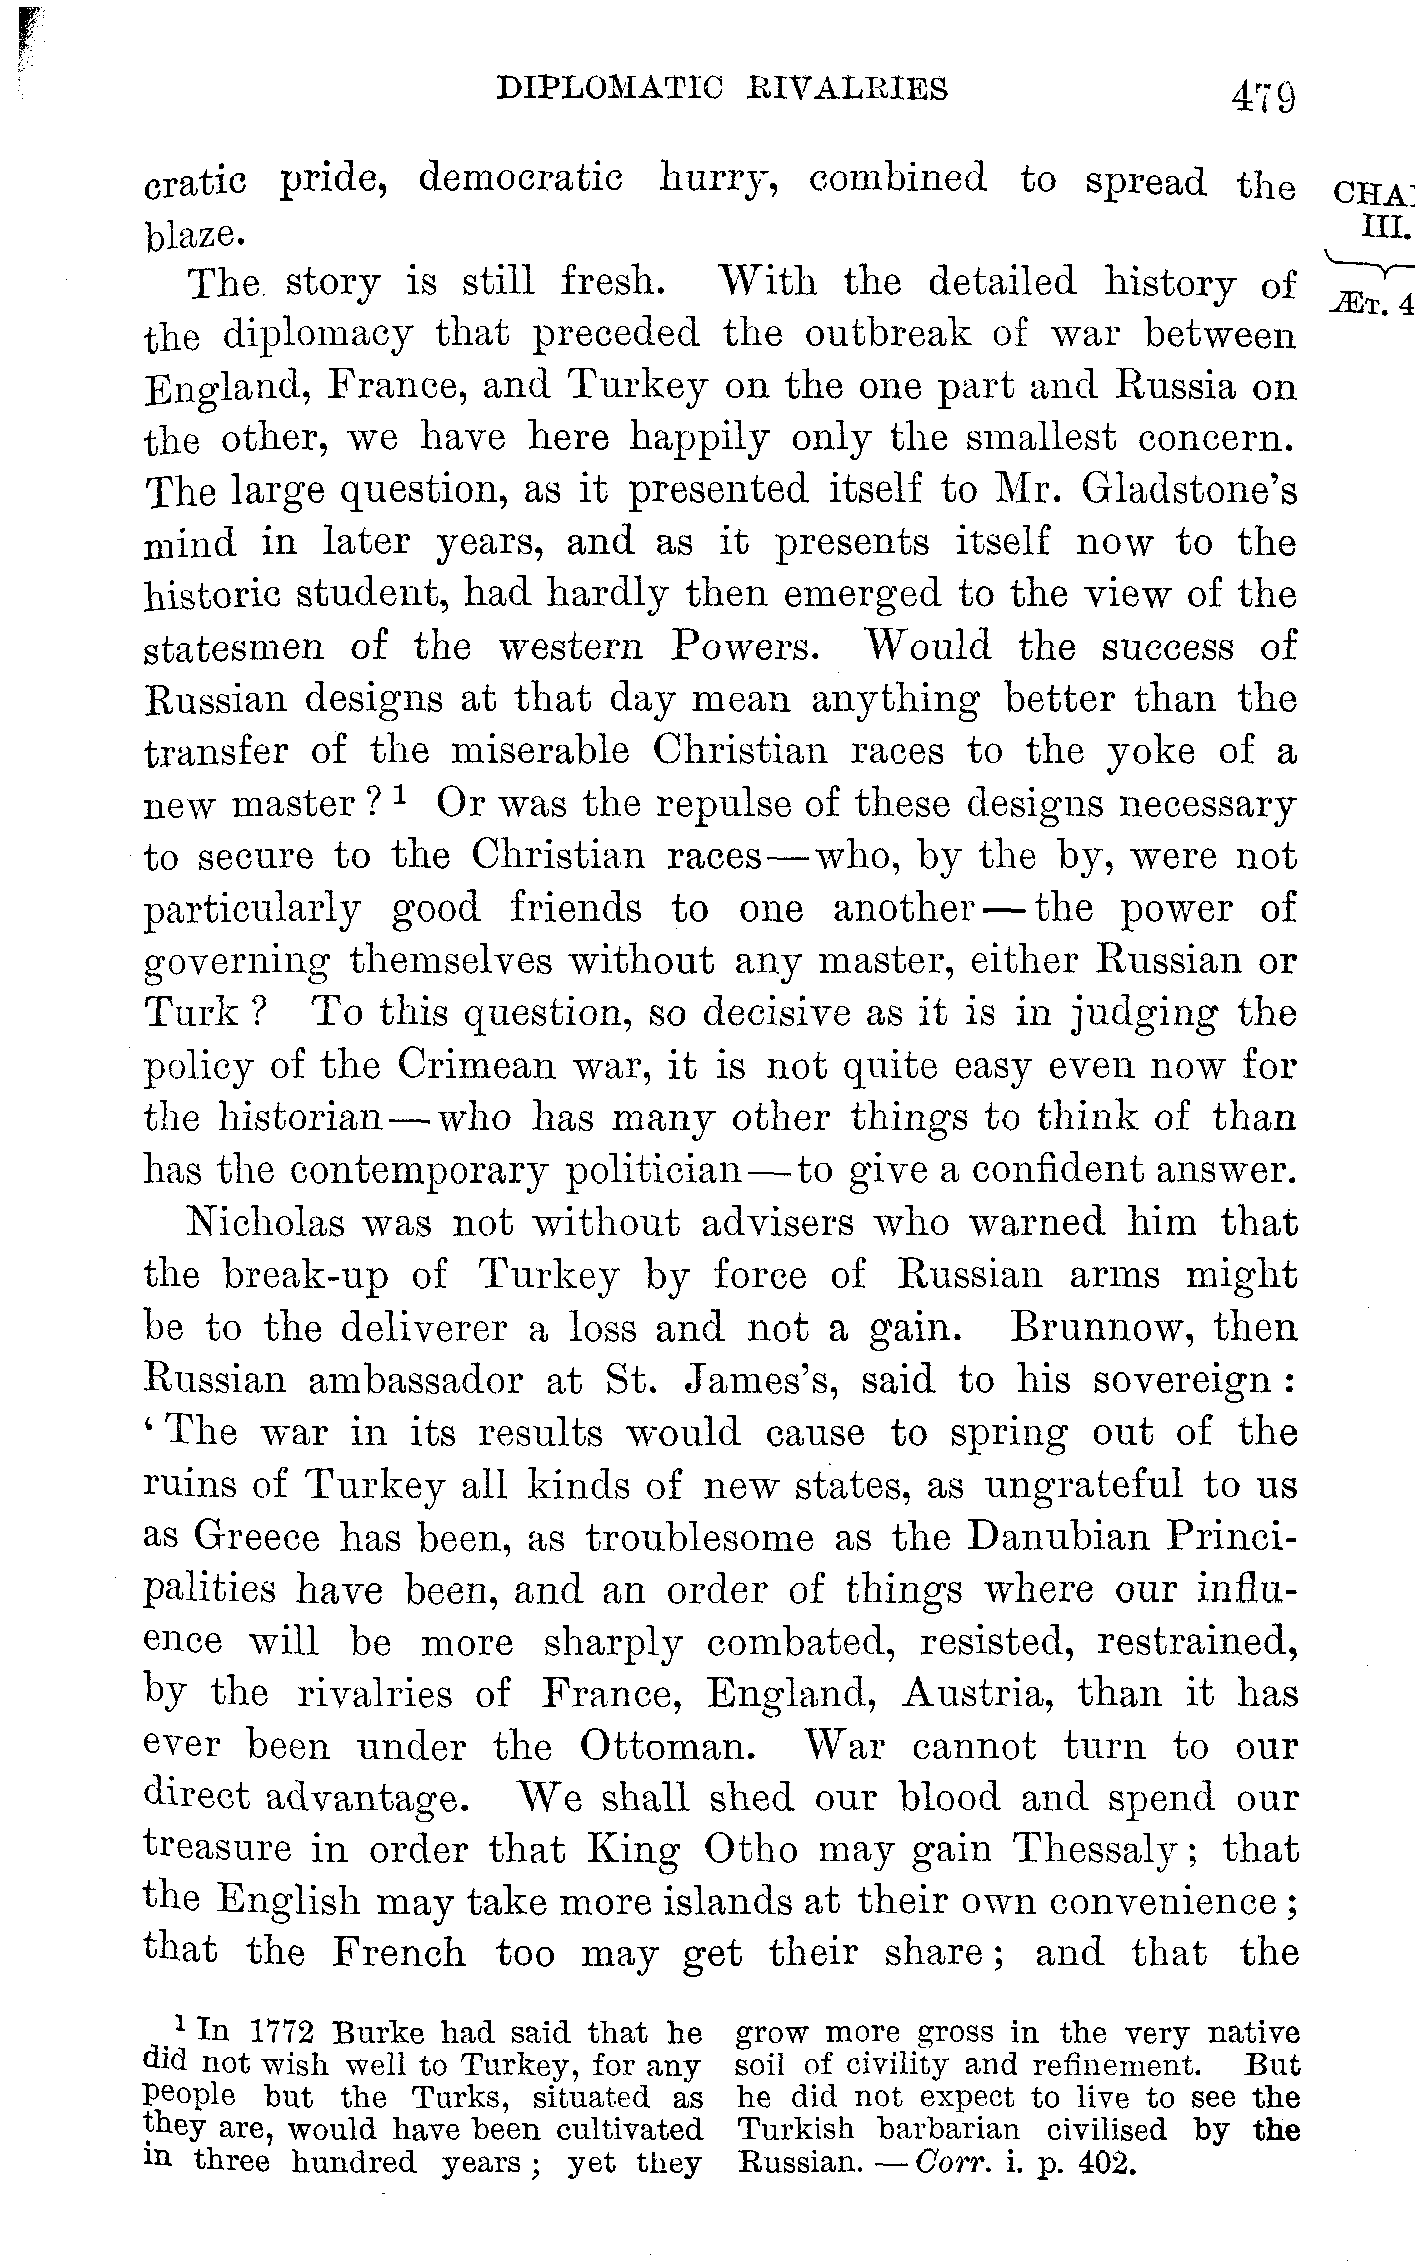 DIPLOMATIC RIVALRIES 479
cratic pride, democratic hurry, combined to spread the
blaze.
The story is still fresh. With the detailed history of
the diplomacy that preceded the outbreak of war between
England, France, and Turkey on the one part and Russia on
the other, we have here happily only the smallest concern.
The large question, as it presented itself to Mr. Gladstone's
mind in later years, and as it presents itself now to the
historic student, had hardly then emerged to the view of the
statesmen of the western Powers. Would the success of
Russian designs at that day mean anything better than the
transfer of the miserable Christian races to the yoke of a
new master ? 1 Or was the repulse of these designs necessary
to secure to the Christian races—who, by the by, were not
particularly good friends to one another—the power of
governing themselves without any master, either Russian or
Turk ? To this question, so decisive as it is in judging the
policy of the Crimean war, it is not quite easy even now for
the historian—who has many other things to think of than
has the contemporary politician—to give a confident answer.
Nicholas was not without advisers who warned him that
the break-up of Turkey by force of Russian arms might
be to the deliverer a loss and not a gain. Brunnow, then
Russian ambassador at St. James's, said to his sovereign :
‘ The war in its results would cause to spring out of the
ruins of Turkey all kinds of new states, as ungrateful to us
as Greece has been, as troublesome as the Danubian Princi-
palities have been, and an order of things where our influ-
ence will be more sharply combated, resisted, restrained,
by the rivalries of France, England, Austria, than it has
ever been under the Ottoman. War cannot turn to our
direct advantage. We shall shed our blood and spend our
treasure in order that King Otho may gain Thessaly ; that
the English may take more islands at their own convenience ;
that the French too may get their share ; and that the
CHA
III.
ÆT. 4
1 In 1772 Burke had said that he
did not wish well to Turkey, for any
people but the Turks, situated as
they are, would have been cultivated
in three hundred years ; yet they
grow more gross in the very native
soil of civility and refinement. But
he did not expect to live to see the
Turkish barbarian civilised by the
Russian. — Corr. i. p. 402.